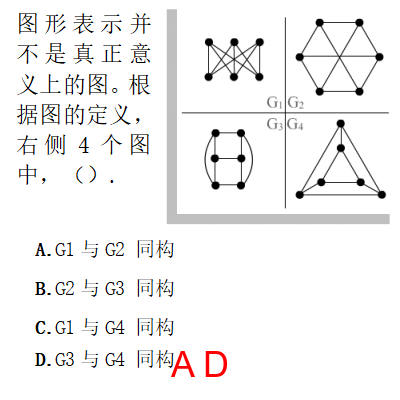 图形表示并
不是真正意
义上的图。根
据图的定义，
右侧 4 个图
中，（）.
G₁ G₂
G₃ G₄
A.G1 与 G2 同构
B.G2 与 G3 同构
C.G1 与 G4 同构
D.G3 与 G4 同构
A D